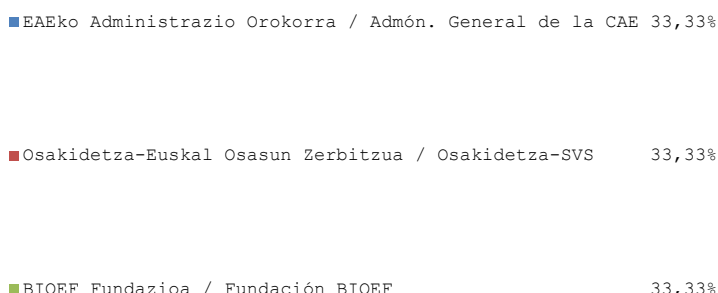 EAEko Administrazio Orokorra / Admón. General de la CAE 33,33%
Osakidetza-Euskal Osasun Zerbitzua / Osakidetza-SVS 33,33%
BIOEF Fundazioa / Fundación BIOEF 33,33%